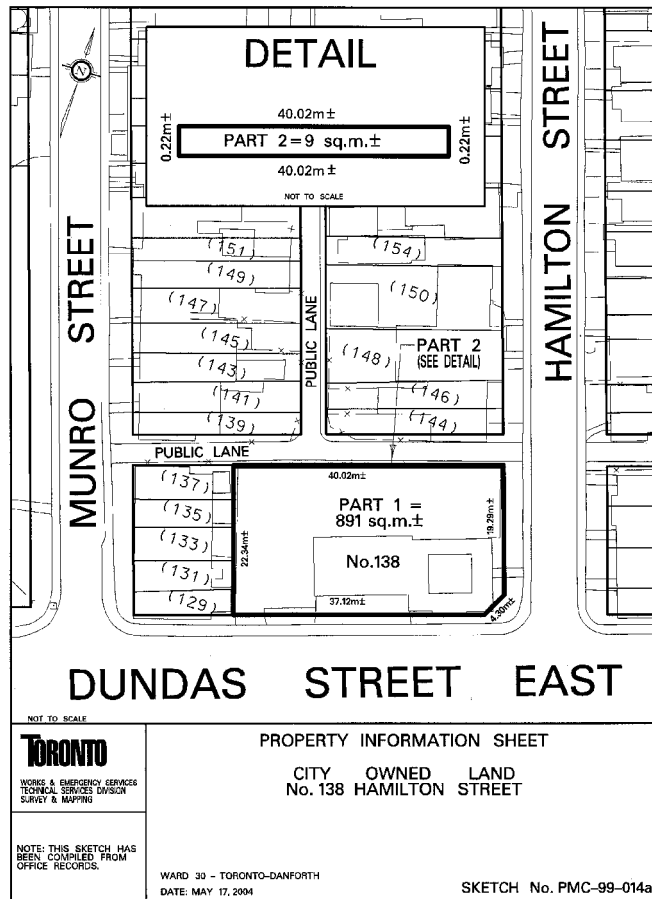 DETAIL
40.02m±
0.22m±
PART 2=9 sq.m.±
0.22m±
40.02m±
NOT TO SCALE
N
MUNRO STREET
HAMILTON STREET
(151)
(149)
(147)
(145)
(143)
(141)
(139)
PUBLIC LANE
(154)
(150)
(148)
PART 2
(SEE DETAIL)
(146)
(144)
PUBLIC LANE
(137)
(135)
(133)
(131)
(129)
40.02m±
PART 1 =
891 sq.m.±
22.34m±
19.29m±
No.138
37.12m±
4.30m±
DUNDAS STREET EAST
NOT TO SCALE
TORONTO
WORKS & EMERGENCY SERVICES
TECHNICAL SERVICES DIVISION
SURVEY & MAPPING
NOTE: THIS SKETCH HAS
BEEN COMPILED FROM
OFFICE RECORDS.
PROPERTY INFORMATION SHEET
CITY OWNED LAND
No. 138 HAMILTON STREET
WARD 30 - TORONTO-DANFORTH
DATE: MAY 17, 2004
SKETCH No. PMC-99-014a